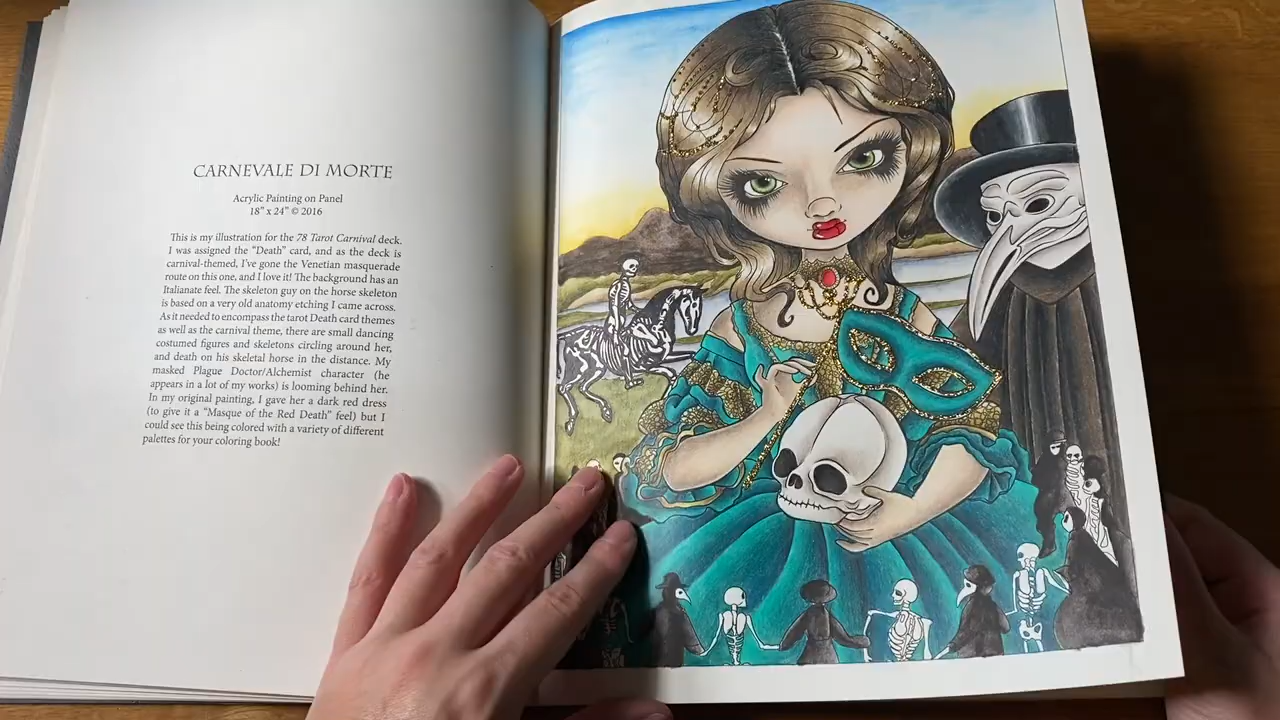 CARNEVALE DI MORTE
Acrylic Painting on Panel
18" x 24" © 2016
This is my illustration for the 78 Tarot Carnival deck.
I was assigned the “Death” card, and as the deck is
carnival-themed, I’ve gone the Venetian masquerade
route on this one, and I love it! The background has an
Italianate feel. The skeleton guy on the horse skeleton
is based on a very old anatomy etching I came across.
As it needed to encompass the tarot Death card themes
as well as the carnival theme, there are small dancing
costumed figures and skeletons circling around her,
and death on his skeletal horse in the distance. My
masked Plague Doctor/Alchemist character (he
appears in a lot of my works) is looming behind her.
In my original painting, I gave her a dark red dress
(to give it a “Masque of the Red Death” feel) but I
could see this being colored with a variety of different
palettes for your coloring book!